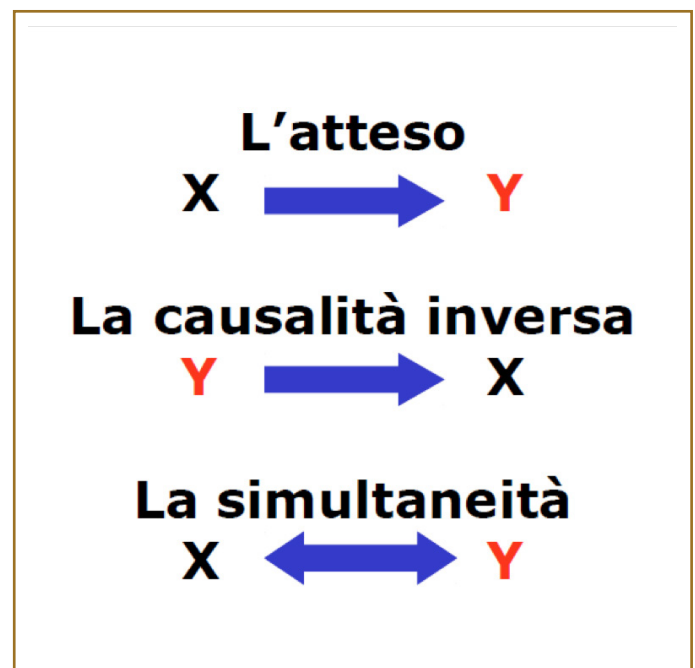 L'atteso
X Y
La causalità inversa
Y X
La simultaneità
X Y